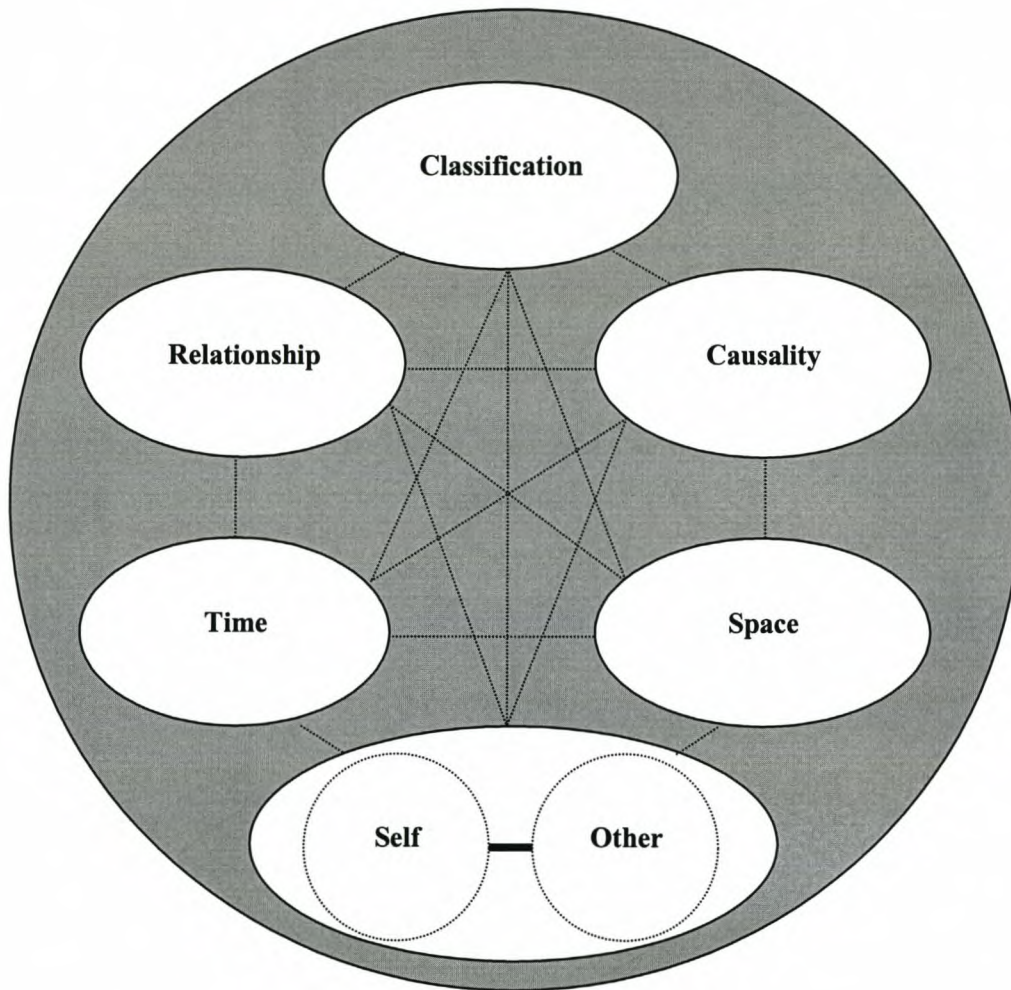 Classification
Relationship
Causality
Time
Space
Self
Other